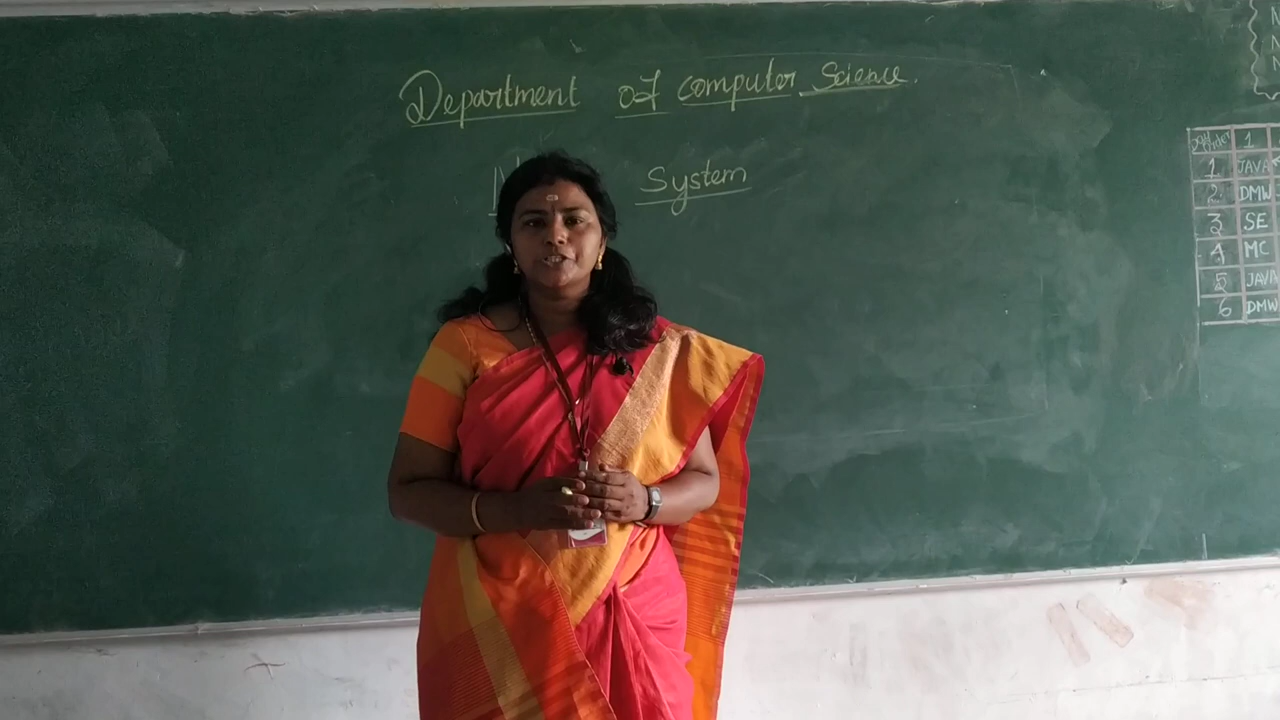 Department of Computer Science.
System
1
1 JAVA
2 DMW
3 SE
4 MC
5 JAVA
6 DMW